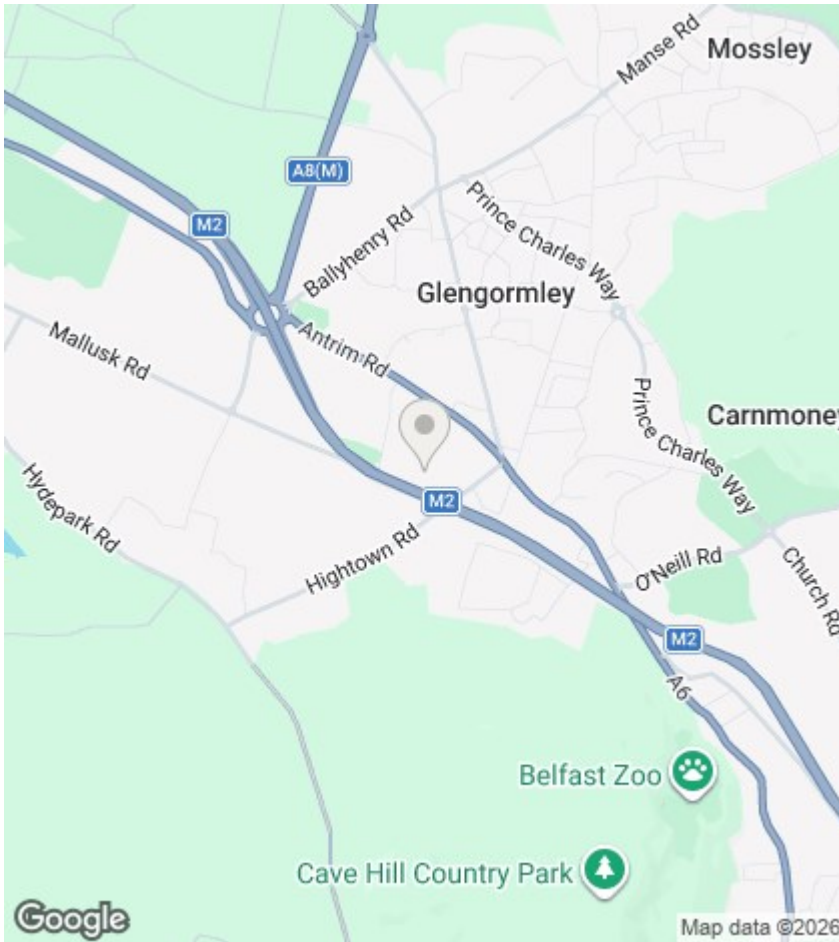 Mossley
Manse Rd
A8(M)
M2
Ballyhenry Rd
Prince Charles Way
Glengormley
Antrim Rd
Mallusk Rd
Prince Charles Way
Carnmoney
Hydepark Rd
M2
Hightown Rd
O'Neill Rd
Church Rd
M2
A6
Belfast Zoo
Cave Hill Country Park
Google
Map data ©2026